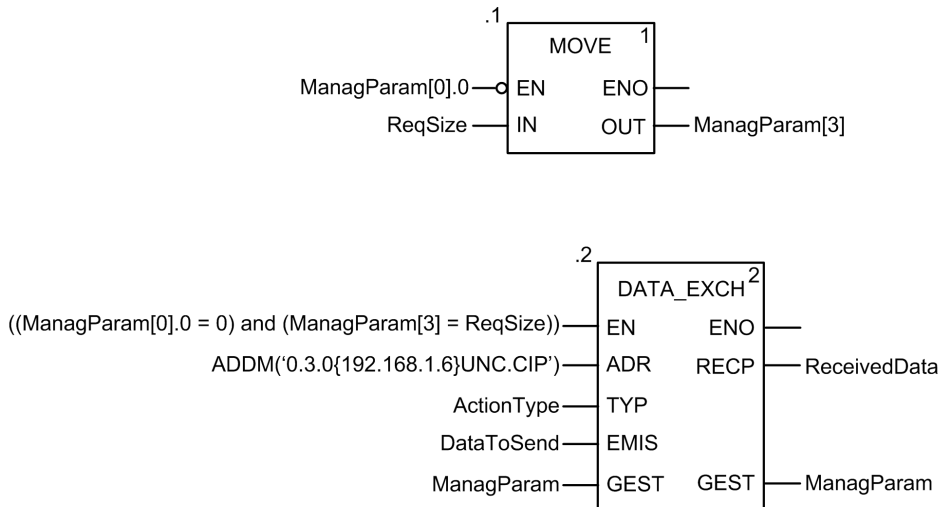 .1
MOVE 1
ManagParam[0].0 EN ENO
ReqSize IN OUT ManagParam[3]
.2
DATA_EXCH 2
((ManagParam[0].0 = 0) and (ManagParam[3] = ReqSize)) EN ENO
ADDM(‘0.3.0{192.168.1.6}UNC.CIP’) ADR RECP ReceivedData
ActionType TYP
DataToSend EMIS
ManagParam GEST GEST ManagParam